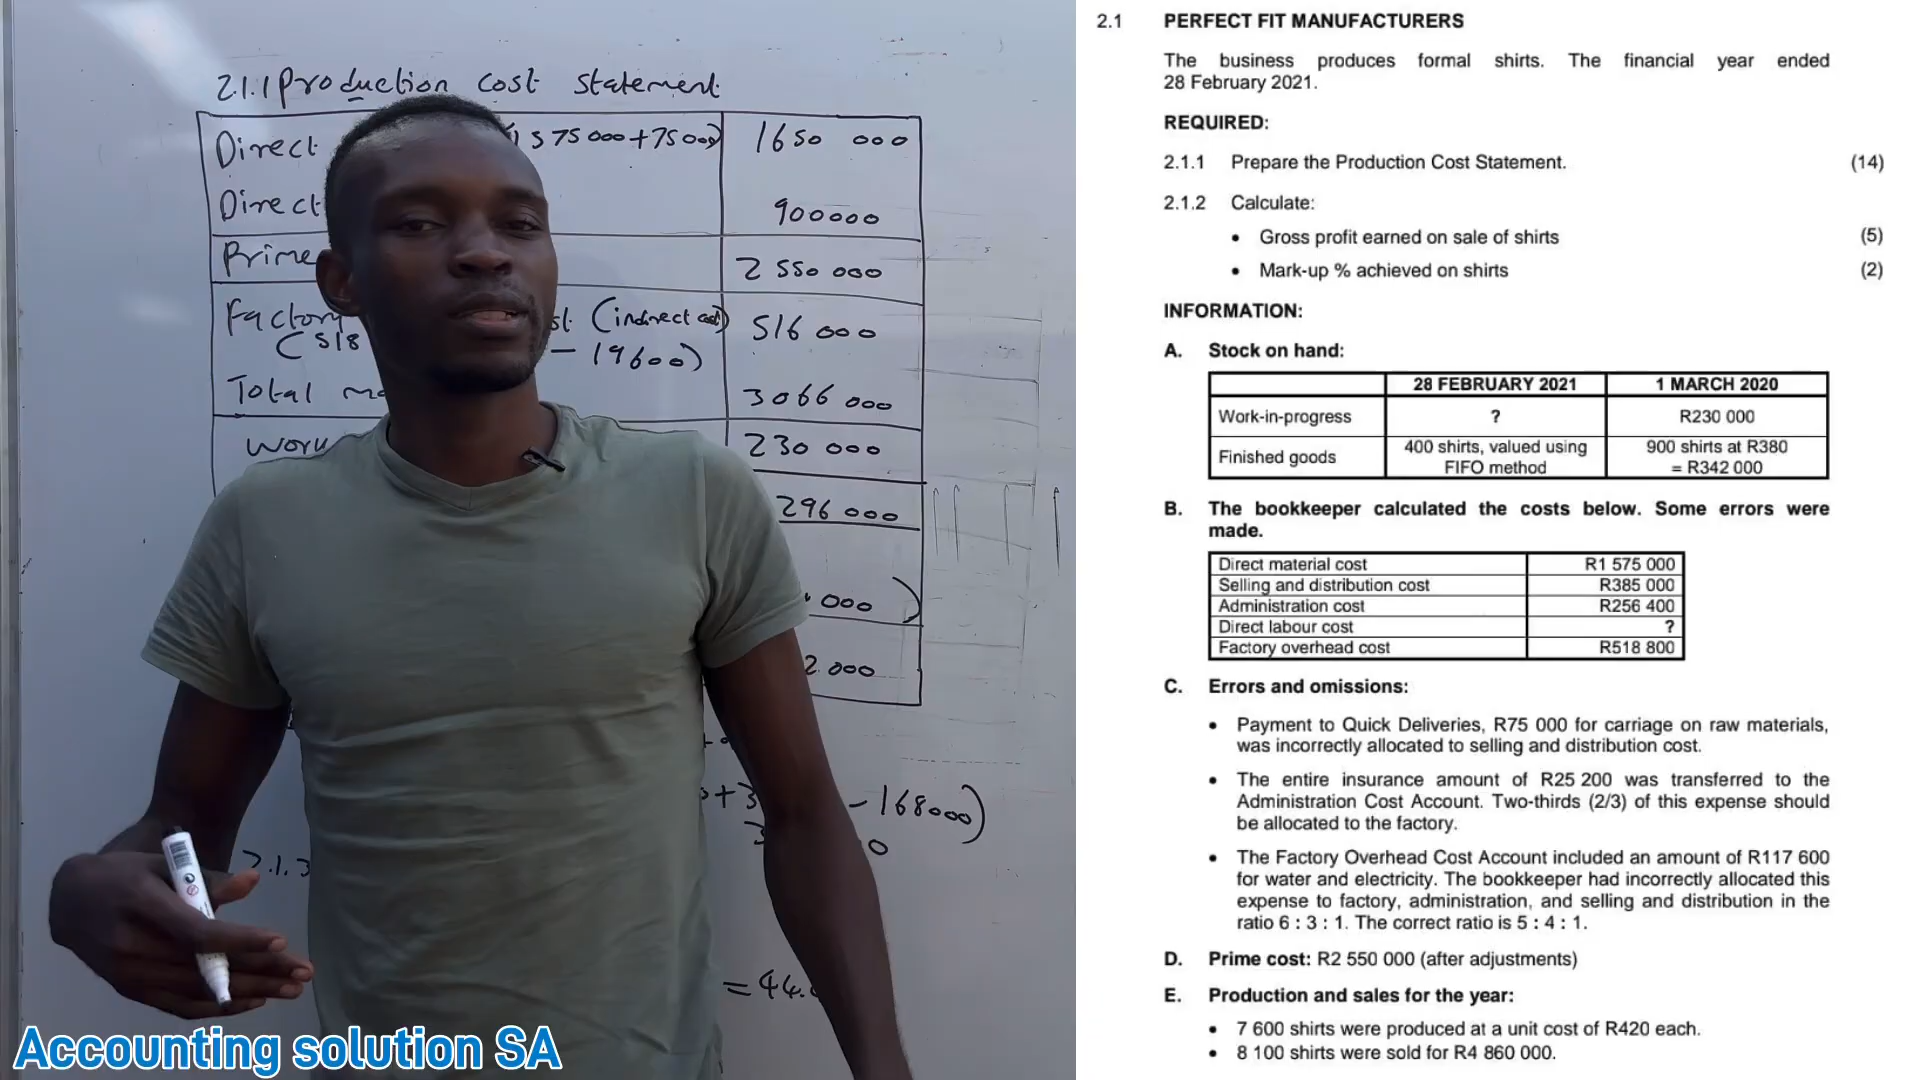 2.1.1 Production cost statement
Direct (1575000+75000) 1650 000
Direct 900000
Prime 2 550 000
Factory st (indirect cost) 516 000
(518 - 19600)
Total 3066 000
Work 230 000
296 000
000)
2 000
- 168000)
2.1.3
= 44.
Accounting solution SA
2.1 PERFECT FIT MANUFACTURERS
The business produces formal shirts. The financial year ended
28 February 2021.
REQUIRED:
2.1.1 Prepare the Production Cost Statement. (14)
2.1.2 Calculate:
• Gross profit earned on sale of shirts (5)
• Mark-up % achieved on shirts (2)
INFORMATION:
A. Stock on hand:
28 FEBRUARY 2021 1 MARCH 2020
Work-in-progress ? R230 000
Finished goods 400 shirts, valued using FIFO method 900 shirts at R380 = R342 000
B. The bookkeeper calculated the costs below. Some errors were
made.
Direct material cost R1 575 000
Selling and distribution cost R385 000
Administration cost R256 400
Direct labour cost ?
Factory overhead cost R518 800
C. Errors and omissions:
• Payment to Quick Deliveries, R75 000 for carriage on raw materials,
was incorrectly allocated to selling and distribution cost.
• The entire insurance amount of R25 200 was transferred to the
Administration Cost Account. Two-thirds (2/3) of this expense should
be allocated to the factory.
• The Factory Overhead Cost Account included an amount of R117 600
for water and electricity. The bookkeeper had incorrectly allocated this
expense to factory, administration, and selling and distribution in the
ratio 6 : 3 : 1. The correct ratio is 5 : 4 : 1.
D. Prime cost: R2 550 000 (after adjustments)
E. Production and sales for the year:
• 7 600 shirts were produced at a unit cost of R420 each.
• 8 100 shirts were sold for R4 860 000.